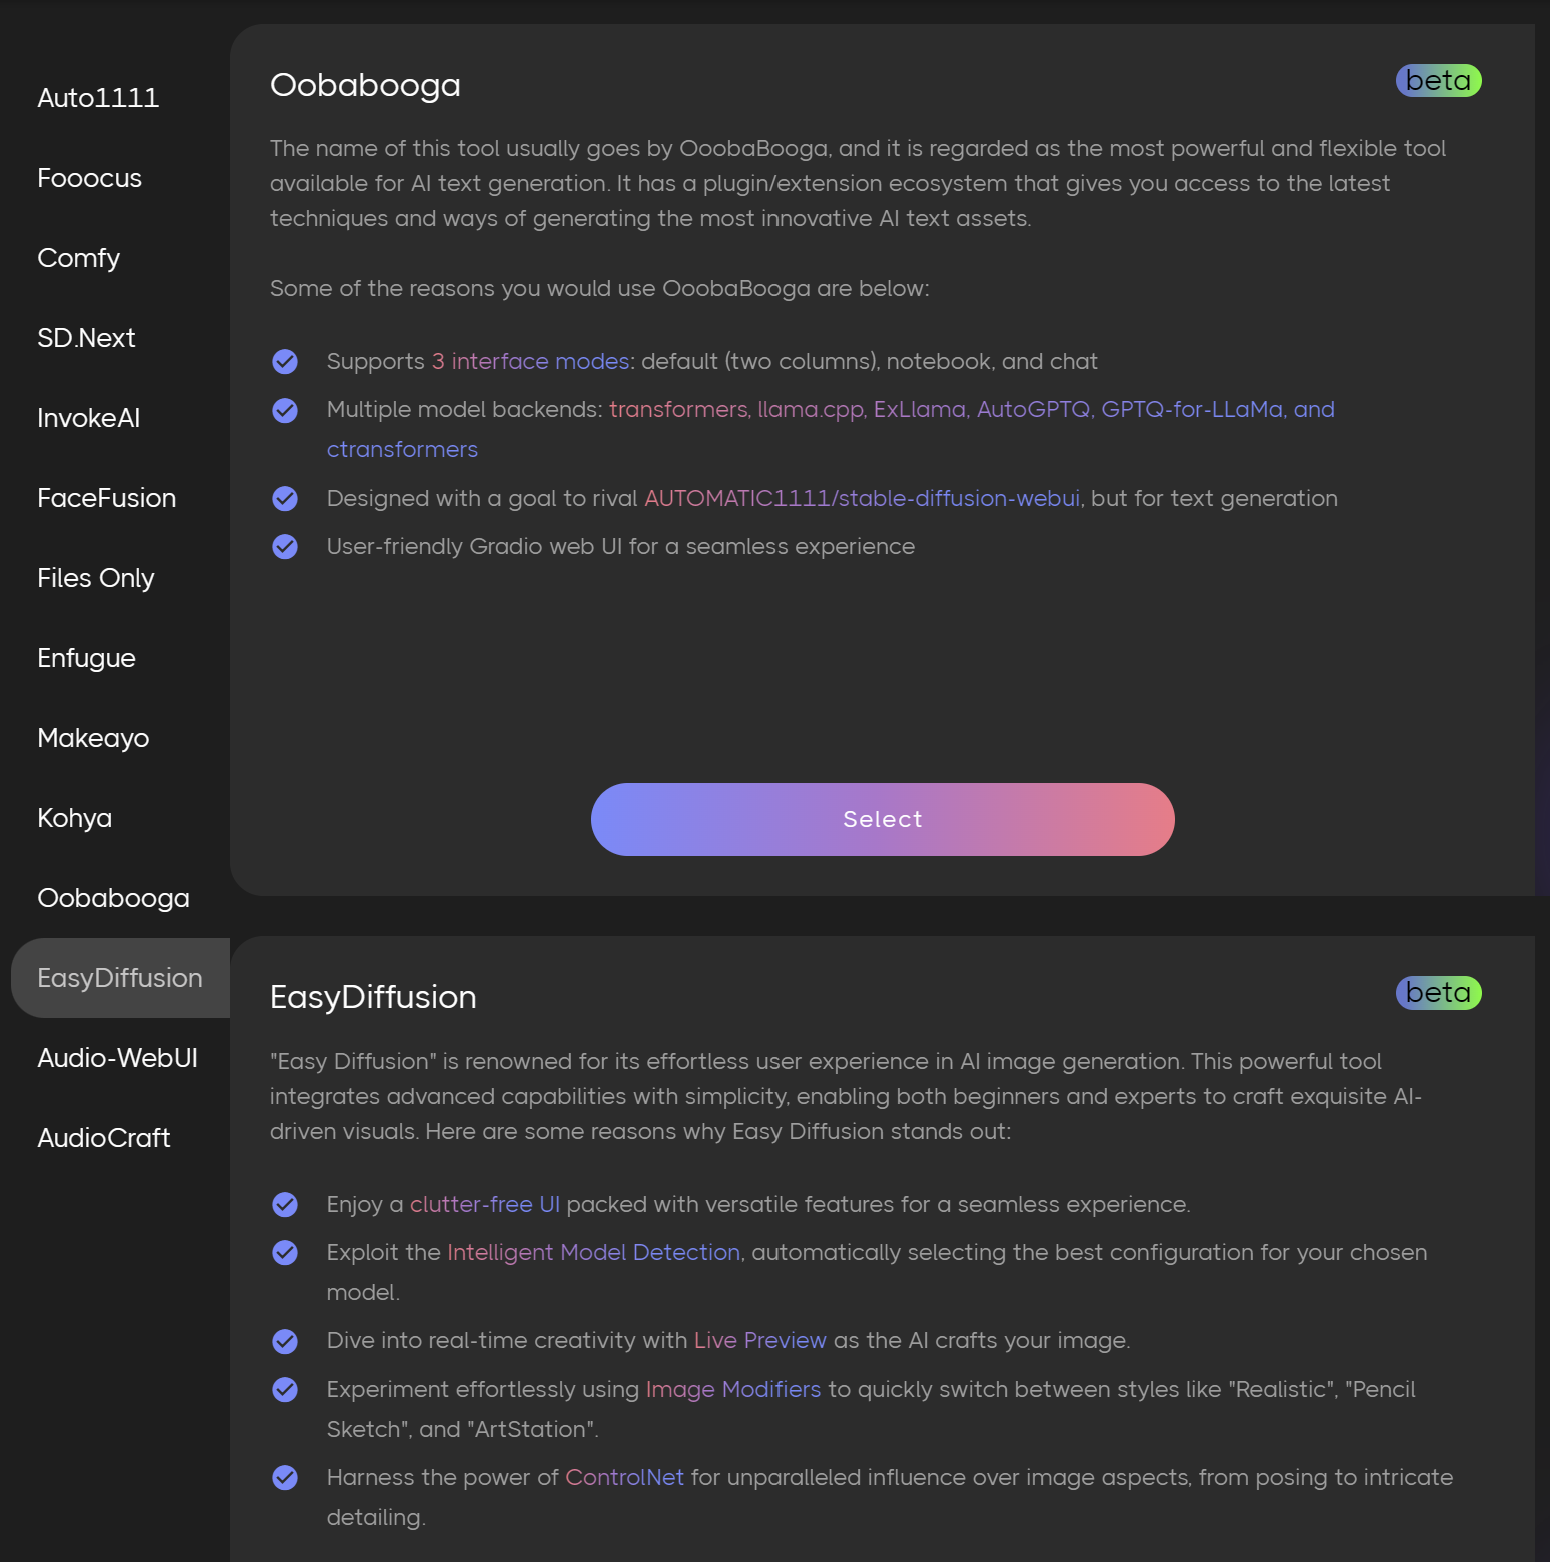 Auto1111
Fooocus
Comfy
SD.Next
InvokeAI
FaceFusion
Files Only
Enfugue
Makeayo
Kohya
Oobabooga
EasyDiffusion
Audio-WebUI
AudioCraft
Oobabooga
beta
The name of this tool usually goes by OoobaBooga, and it is regarded as the most powerful and flexible tool
available for AI text generation. It has a plugin/extension ecosystem that gives you access to the latest
techniques and ways of generating the most innovative AI text assets.
Some of the reasons you would use OoobaBooga are below:
Supports 3 interface modes: default (two columns), notebook, and chat
Multiple model backends: transformers, llama.cpp, ExLlama, AutoGPTQ, GPTQ-for-LLaMa, and
ctransformers
Designed with a goal to rival AUTOMATIC1111/stable-diffusion-webui, but for text generation
User-friendly Gradio web UI for a seamless experience
Select
EasyDiffusion
beta
"Easy Diffusion" is renowned for its effortless user experience in AI image generation. This powerful tool
integrates advanced capabilities with simplicity, enabling both beginners and experts to craft exquisite AI-
driven visuals. Here are some reasons why Easy Diffusion stands out:
Enjoy a clutter-free UI packed with versatile features for a seamless experience.
Exploit the Intelligent Model Detection, automatically selecting the best configuration for your chosen
model.
Dive into real-time creativity with Live Preview as the AI crafts your image.
Experiment effortlessly using Image Modifiers to quickly switch between styles like "Realistic", "Pencil
Sketch", and "ArtStation".
Harness the power of ControlNet for unparalleled influence over image aspects, from posing to intricate
detailing.